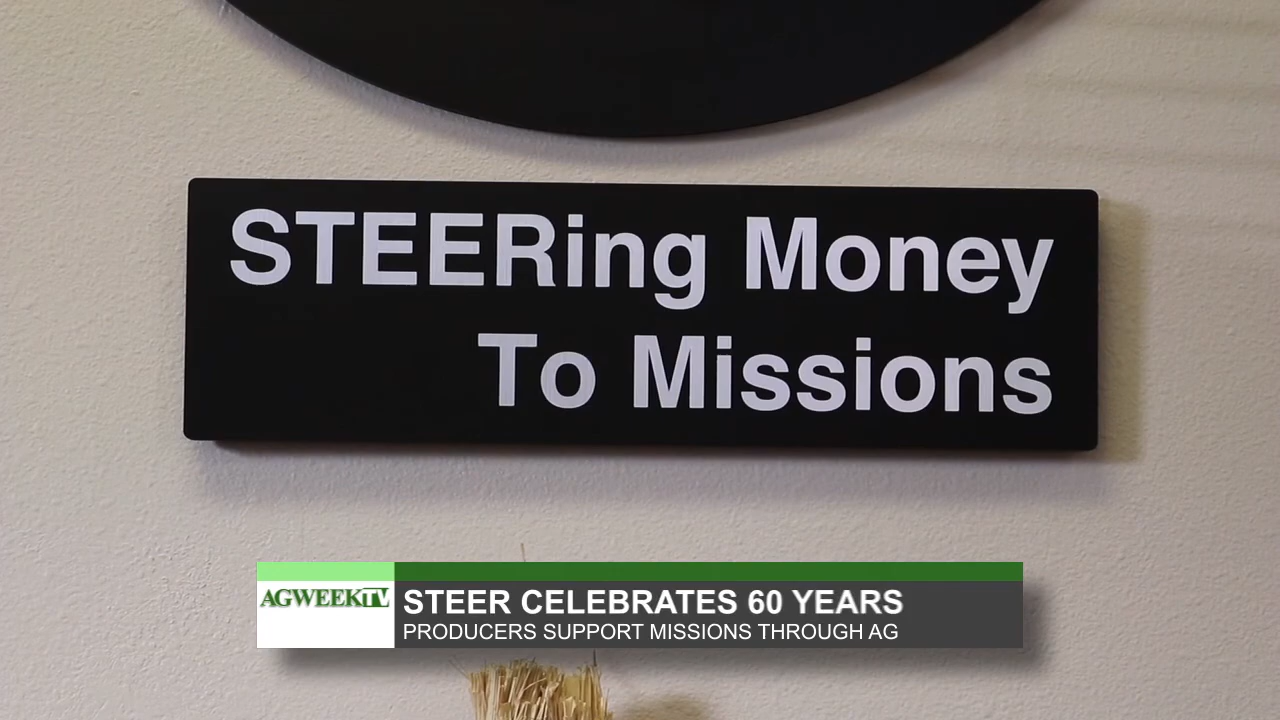 STEERing Money
To Missions
AGWEEKTV
STEER CELEBRATES 60 YEARS
PRODUCERS SUPPORT MISSIONS THROUGH AG